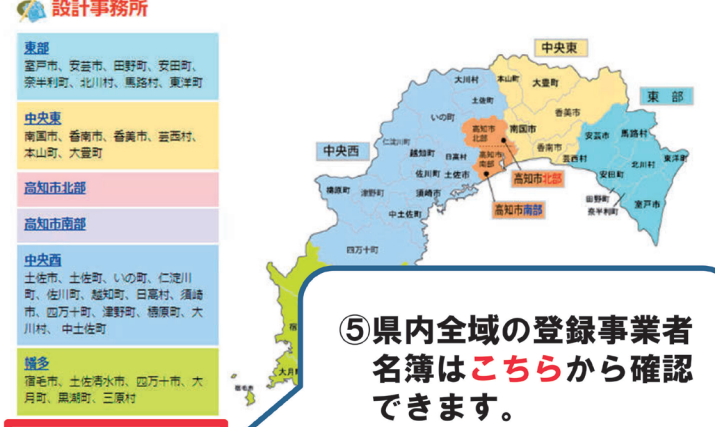 設計事務所
東部
室戸市、安芸市、田野町、安田町、
奈半利町、北川村、馬路村、東洋町
中央東
南国市、香南市、香美市、芸西村、
本山町、大豊町
高知市北部
高知市南部
中央西
土佐市、土佐町、いの町、仁淀川
町、佐川町、越知町、日高村、須崎
市、四万十町、津野町、檮原町、大
川村、 中土佐町
幡多
宿毛市、土佐清水市、四万十市、大
月町、黒潮町、三原村
中央東
大川村
本山町
大豊町
土佐町
香美市
東 部
いの町
高知市
北部
南国市
安芸市
馬路村
仁淀川町
中央西
越知町
日高村
高知市
南部
香南市
芸西村
北川村
東洋町
佐川町
土佐市
高知市北部
安田町
檮原町
津野町
須崎市
田野町
奈半利町
室戸市
高知市南部
中土佐町
四万十町
宿
大月
宿毛市
⑤県内全域の登録事業者
名簿はこちらから確認
できます。